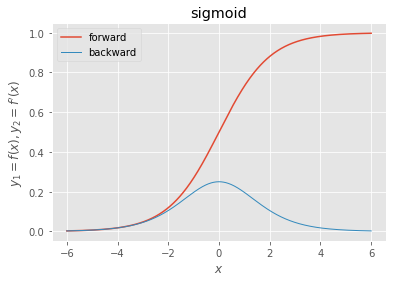 sigmoid
forward
backward
1.0
0.8
0.6
0.4
0.2
0.0
y₁ = f(x), y₂ = f′(x)
−6 −4 −2 0 2 4 6
x